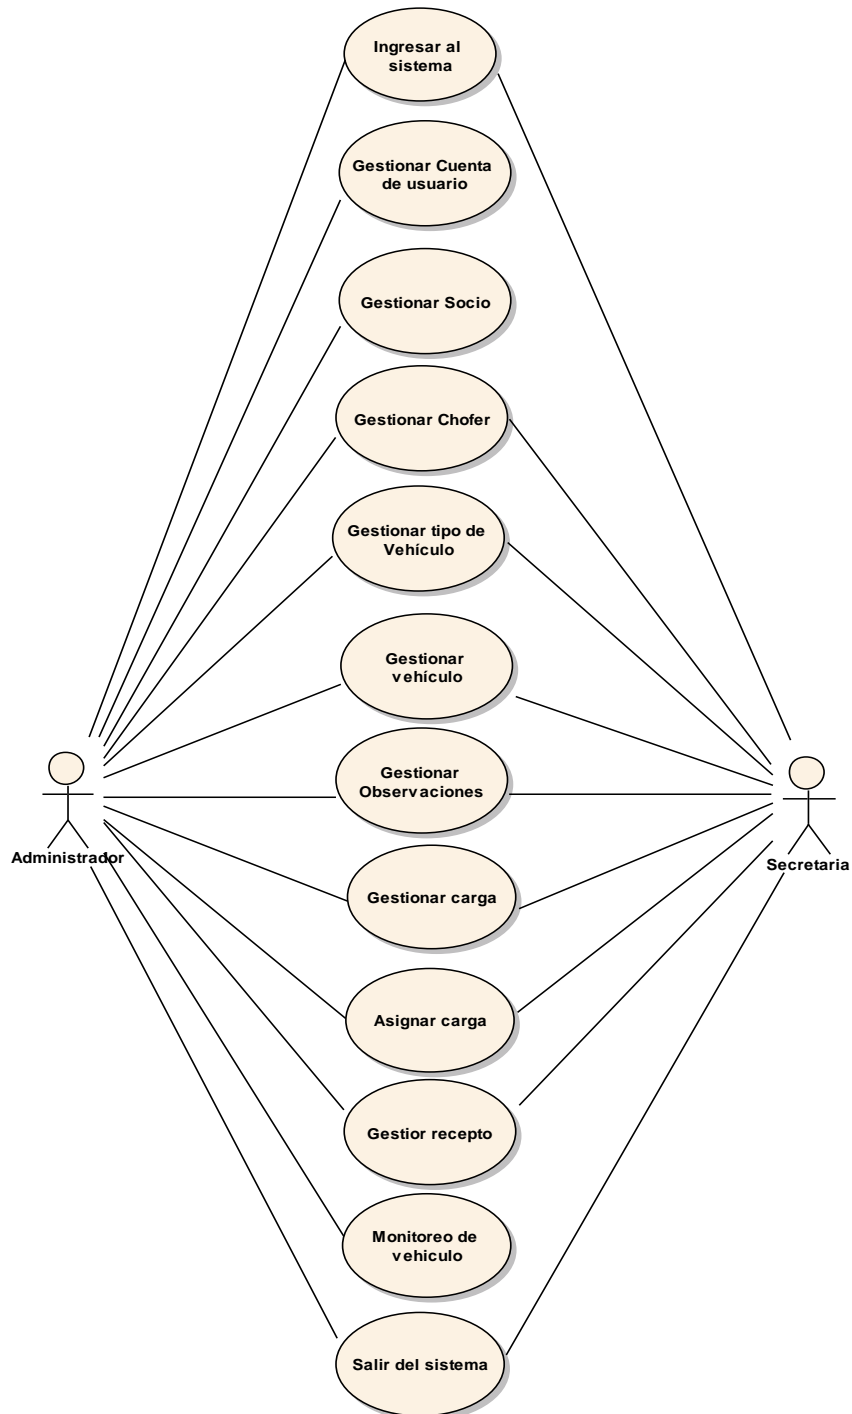 Ingresar al
sistema
Gestionar Cuenta
de usuario
Gestionar Socio
Gestionar Chofer
Gestionar tipo de
Vehículo
Gestionar
vehículo
Gestionar
Observaciones
Administrador
Secretaria
Gestionar carga
Asignar carga
Gestior recepto
Monitoreo de
vehiculo
Salir del sistema